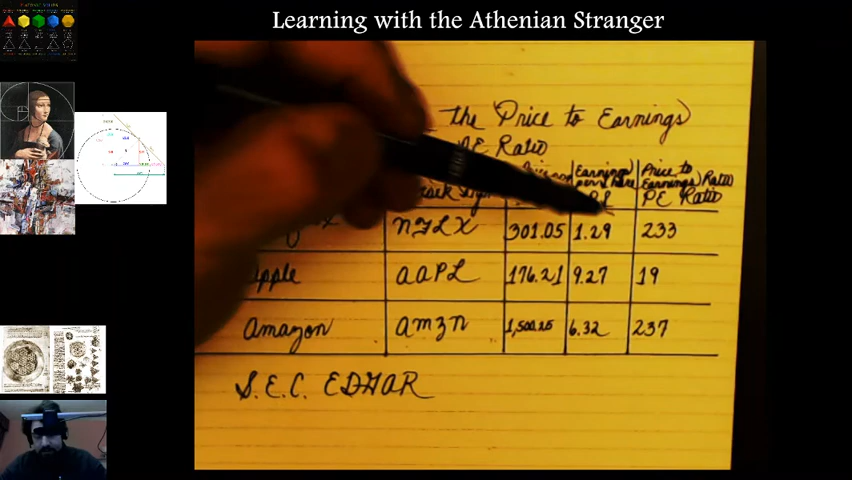 Learning with the Athenian Stranger
the Price to Earnings
PE Ratio
Earnings Price to
per share Earnings) Ratio
PE Ratio
NFLX 301.05 1.29 233
Apple AAPL 176.21 9.27 19
Amazon AMZN 1,500.25 6.32 237
S.E.C. EDGAR